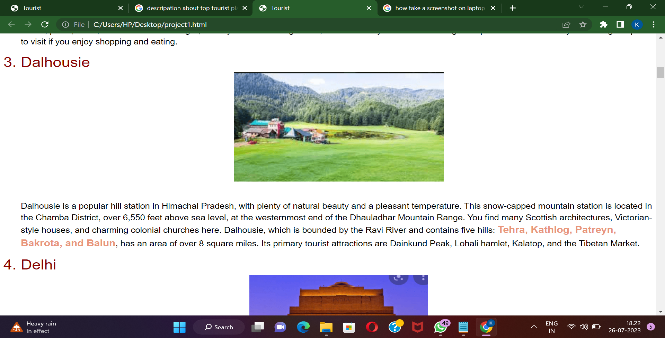 Tourist
descripation about top tourist pl
Tourist
how take a screenshot on laptop
File | C:/Users/HP/Desktop/project1.html
K
to visit if you enjoy shopping and eating.
3. Dalhousie
Dalhousie is a popular hill station in Himachal Pradesh, with plenty of natural beauty and a pleasant temperature. This snow-capped mountain station is located in
the Chamba District, over 6,550 feet above sea level, at the westernmost end of the Dhauladhar Mountain Range. You find many Scottish architectures, Victorian-
style houses, and charming colonial churches here. Dalhousie, which is bounded by the Ravi River and contains five hills: Tehra, Kathlog, Patreyn,
Bakrota, and Balun, has an area of over 8 square miles. Its primary tourist attractions are Dainkund Peak, Lohali hamlet, Kalatop, and the Tibetan Market.
4. Delhi
Heavy rain
In effect
Search
ENG
IN
18:22
26-07-2023